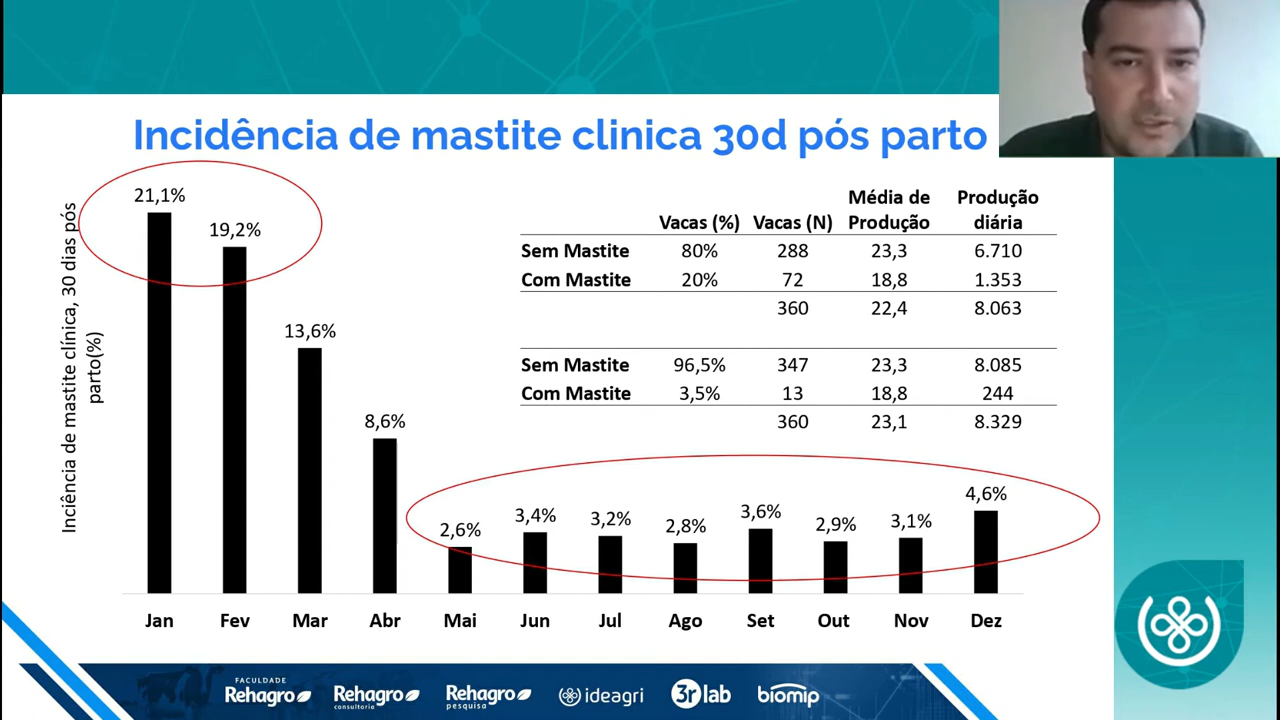 Incidência de mastite clinica 30d pós parto
Inciência de mastite clínica, 30 dias pós
parto(%)
21,1%
19,2%
13,6%
8,6%
2,6%
3,4%
3,2%
2,8%
3,6%
2,9%
3,1%
4,6%
Jan Fev Mar Abr Mai Jun Jul Ago Set Out Nov Dez
Média de Produção
Vacas (%) Vacas (N) Produção diária
Sem Mastite 80% 288 23,3 6.710
Com Mastite 20% 72 18,8 1.353
360 22,4 8.063
Sem Mastite 96,5% 347 23,3 8.085
Com Mastite 3,5% 13 18,8 244
360 23,1 8.329
FACULDADE
Rehagro
Rehagro
consultoria
Rehagro
pesquisa
ideagri
3rlab
biomip